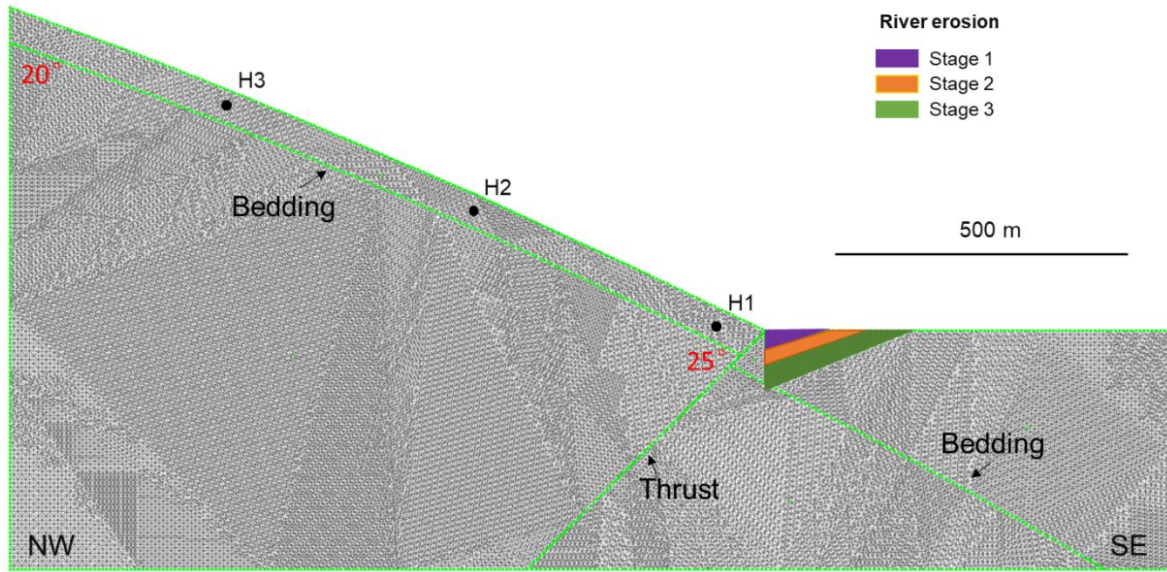 River erosion
Stage 1
Stage 2
Stage 3
20°
H3
Bedding
H2
500 m
H1
25°
Bedding
Thrust
NW
SE